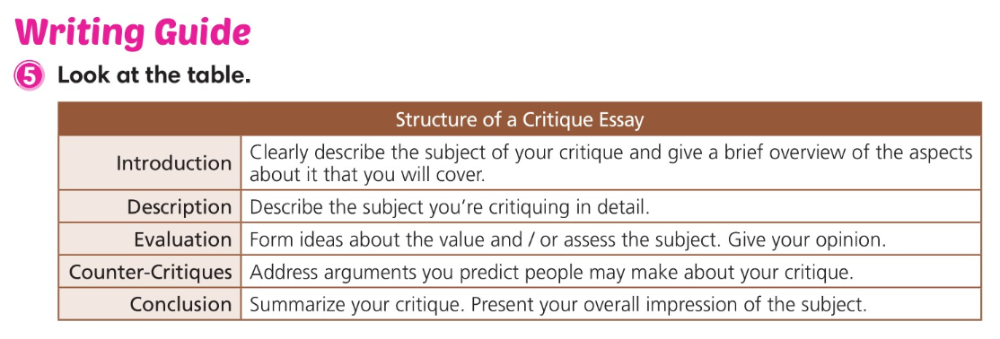 Writing Guide
5 Look at the table.
Structure of a Critique Essay
Introduction
Clearly describe the subject of your critique and give a brief overview of the aspects
about it that you will cover.
Description
Describe the subject you're critiquing in detail.
Evaluation
Form ideas about the value and / or assess the subject. Give your opinion.
Counter-Critiques
Address arguments you predict people may make about your critique.
Conclusion
Summarize your critique. Present your overall impression of the subject.